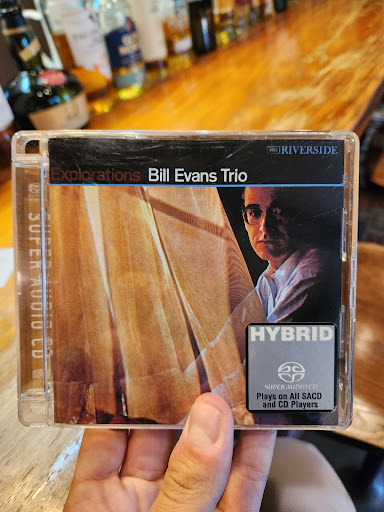 RIVERSIDE
Explorations Bill Evans Trio
SUPER AUDIO CD
HYBRID
SUPER AUDIO CD
Plays on All SACD
and CD Players